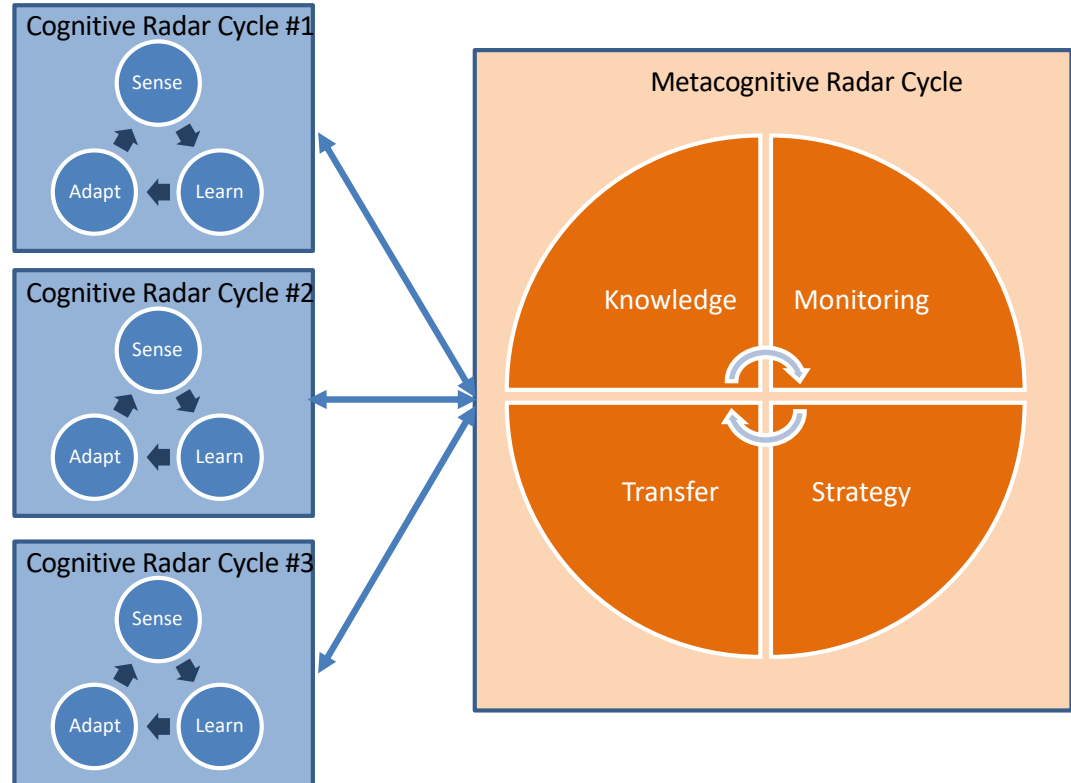 Cognitive Radar Cycle #1
Sense
Adapt
Learn
Cognitive Radar Cycle #2
Sense
Adapt
Learn
Cognitive Radar Cycle #3
Sense
Adapt
Learn
Metacognitive Radar Cycle
Knowledge
Monitoring
Transfer
Strategy